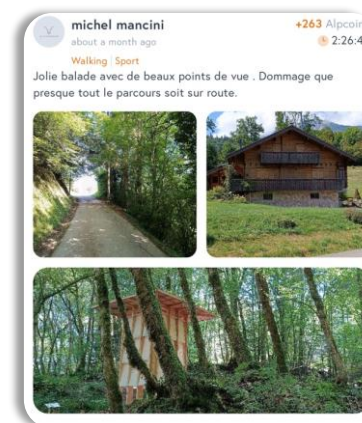 michel mancini
+263 Alpcoin
about a month ago
2:26:4
Walking | Sport
Jolie balade avec de beaux points de vue . Dommage que
presque tout le parcours soit sur route.